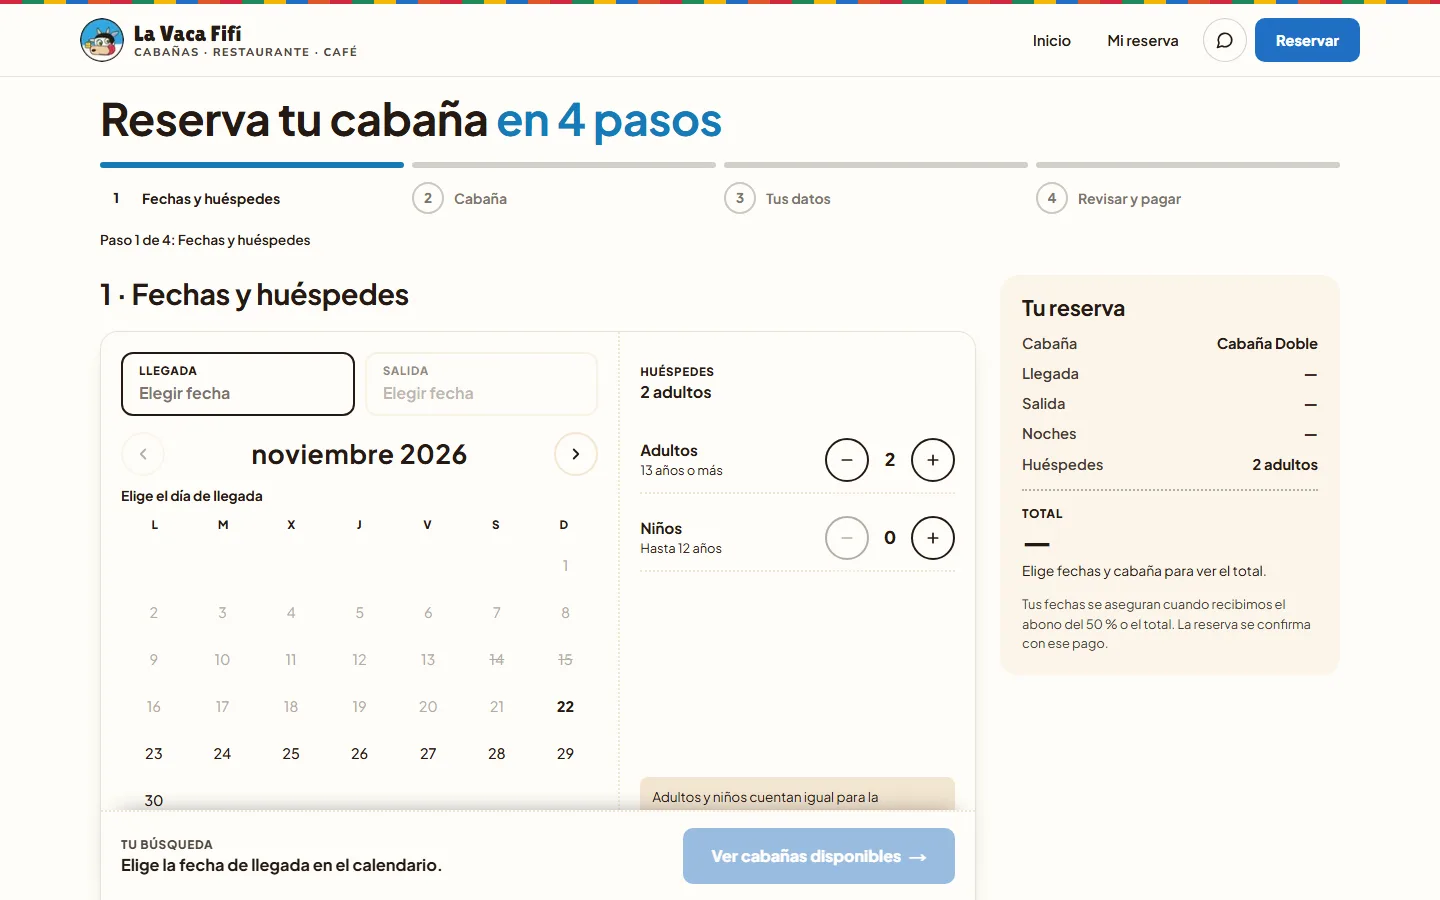 La Vaca Fifí
CABAÑAS · RESTAURANTE · CAFÉ
Inicio
Mi reserva
Reservar
Reserva tu cabaña en 4 pasos
1 Fechas y huéspedes
2 Cabaña
3 Tus datos
4 Revisar y pagar
Paso 1 de 4: Fechas y huéspedes
1 · Fechas y huéspedes
LLEGADA
Elegir fecha
SALIDA
Elegir fecha
noviembre 2026
Elige el día de llegada
L M X J V S D
1
2 3 4 5 6 7 8
9 10 11 12 13 14 15
16 17 18 19 20 21 22
23 24 25 26 27 28 29
30
HUÉSPEDES
2 adultos
Adultos
13 años o más
− 2 +
Niños
Hasta 12 años
− 0 +
Adultos y niños cuentan igual para la
TU BÚSQUEDA
Elige la fecha de llegada en el calendario.
Ver cabañas disponibles →
Tu reserva
Cabaña Cabaña Doble
Llegada —
Salida —
Noches —
Huéspedes 2 adultos
TOTAL
—
Elige fechas y cabaña para ver el total.
Tus fechas se aseguran cuando recibimos el
abono del 50 % o el total. La reserva se confirma
con ese pago.